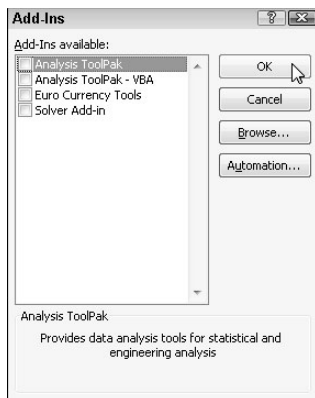 Add-Ins
Add-Ins available:
Analysis ToolPak
Analysis ToolPak - VBA
Euro Currency Tools
Solver Add-in
OK
Cancel
Browse...
Automation...
Analysis ToolPak
Provides data analysis tools for statistical and
engineering analysis